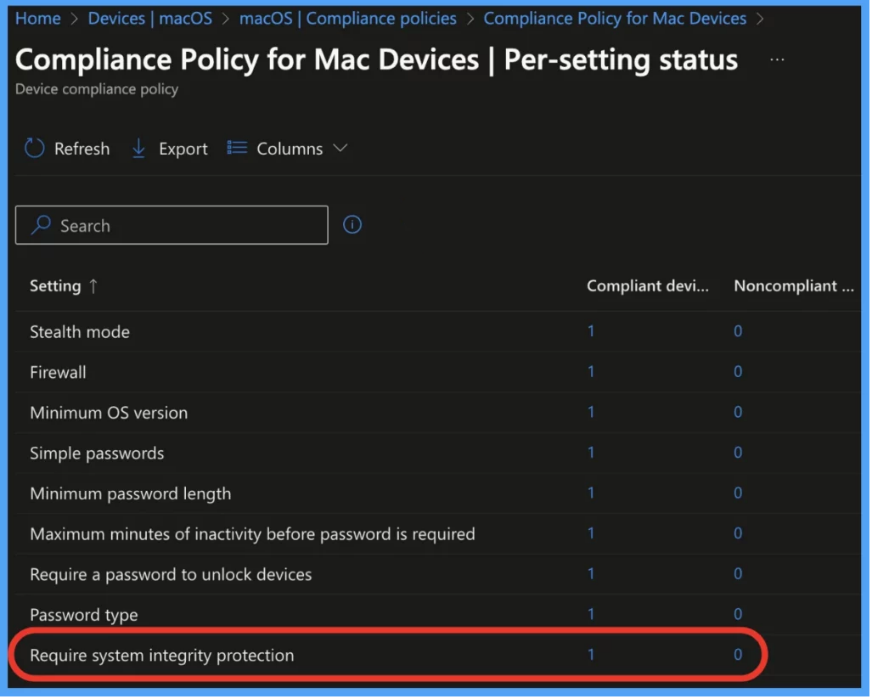 Home > Devices | macOS > macOS | Compliance policies > Compliance Policy for Mac Devices >
Compliance Policy for Mac Devices | Per-setting status ...
Device compliance policy
Refresh Export Columns
Search
Setting ↑ Compliant devi... Noncompliant ...
Stealth mode 1 0
Firewall 1 0
Minimum OS version 1 0
Simple passwords 1 0
Minimum password length 1 0
Maximum minutes of inactivity before password is required 1 0
Require a password to unlock devices 1 0
Password type 1 0
Require system integrity protection 1 0